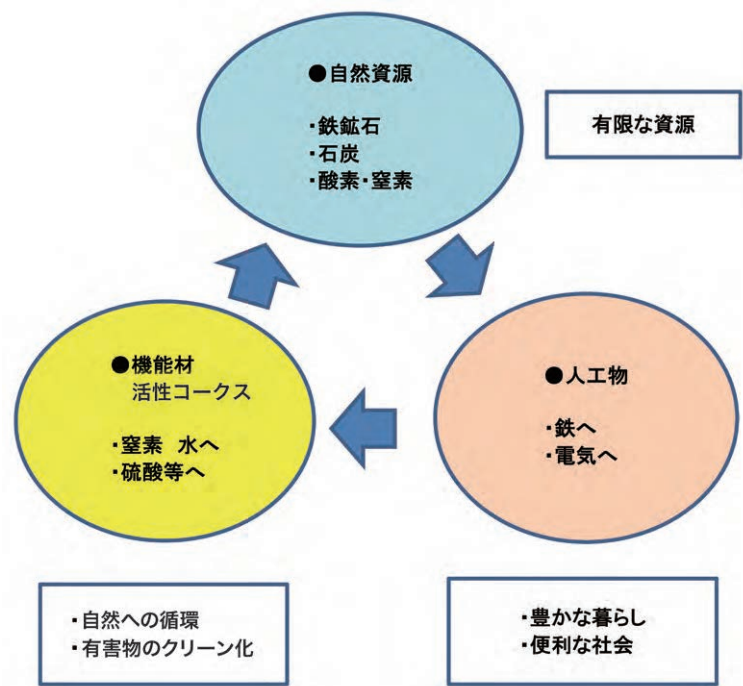 ●自然資源
・鉄鉱石
・石炭
・酸素・窒素
有限な資源
●機能材
活性コークス
・窒素　水へ
・硫酸等へ
●人工物
・鉄へ
・電気へ
・自然への循環
・有害物のクリーン化
・豊かな暮らし
・便利な社会